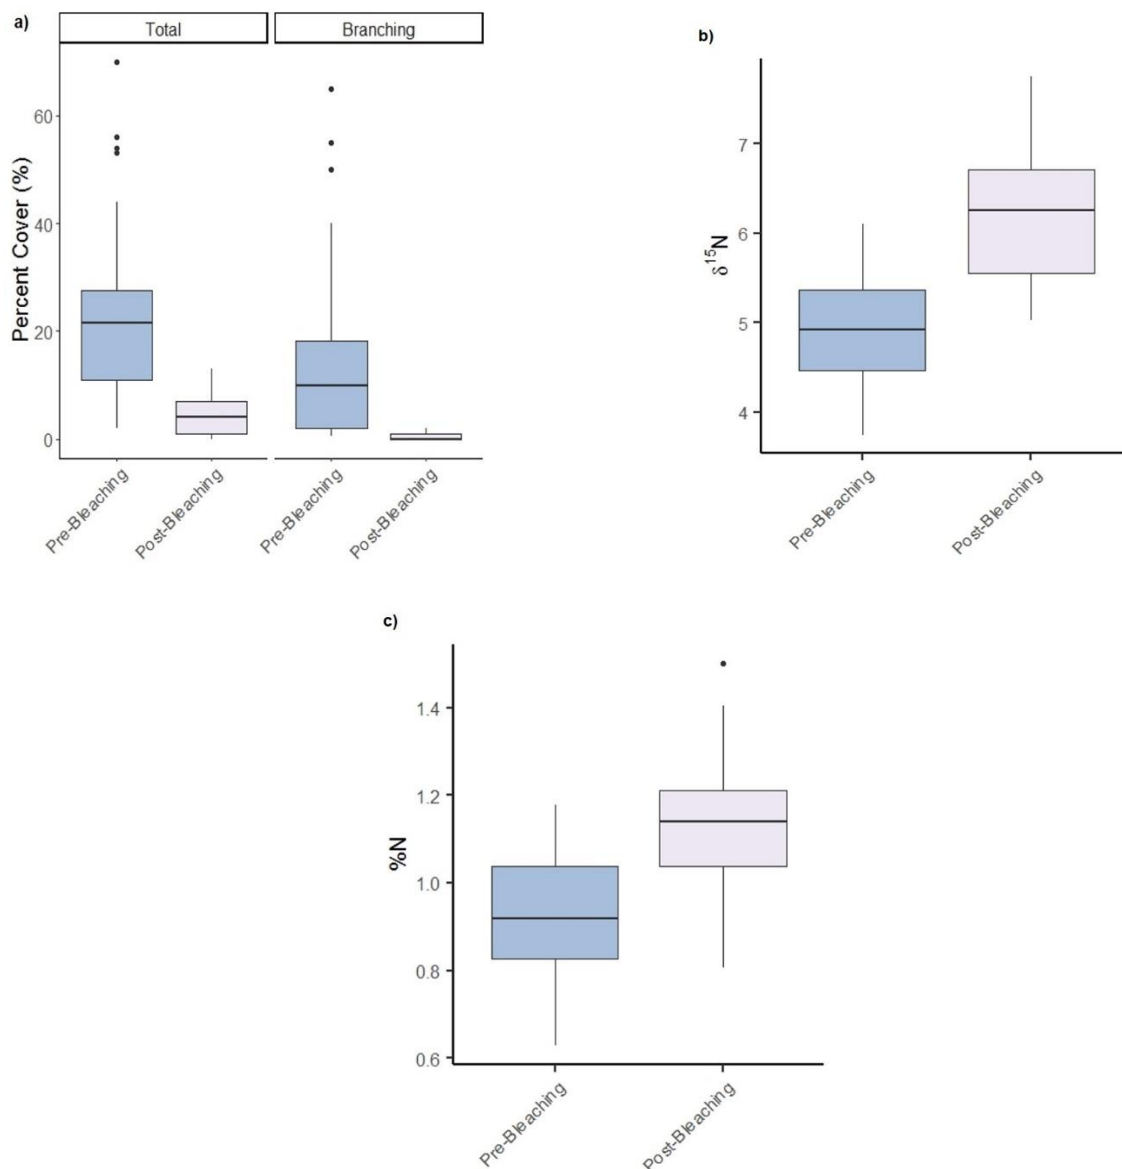 a)
Total Branching
Percent Cover (%)
60
40
20
0
Pre-Bleaching Post-Bleaching Pre-Bleaching Post-Bleaching
b)
δ15N
7
6
5
4
Pre-Bleaching Post-Bleaching
c)
%N
1.4
1.2
1.0
0.8
0.6
Pre-Bleaching Post-Bleaching